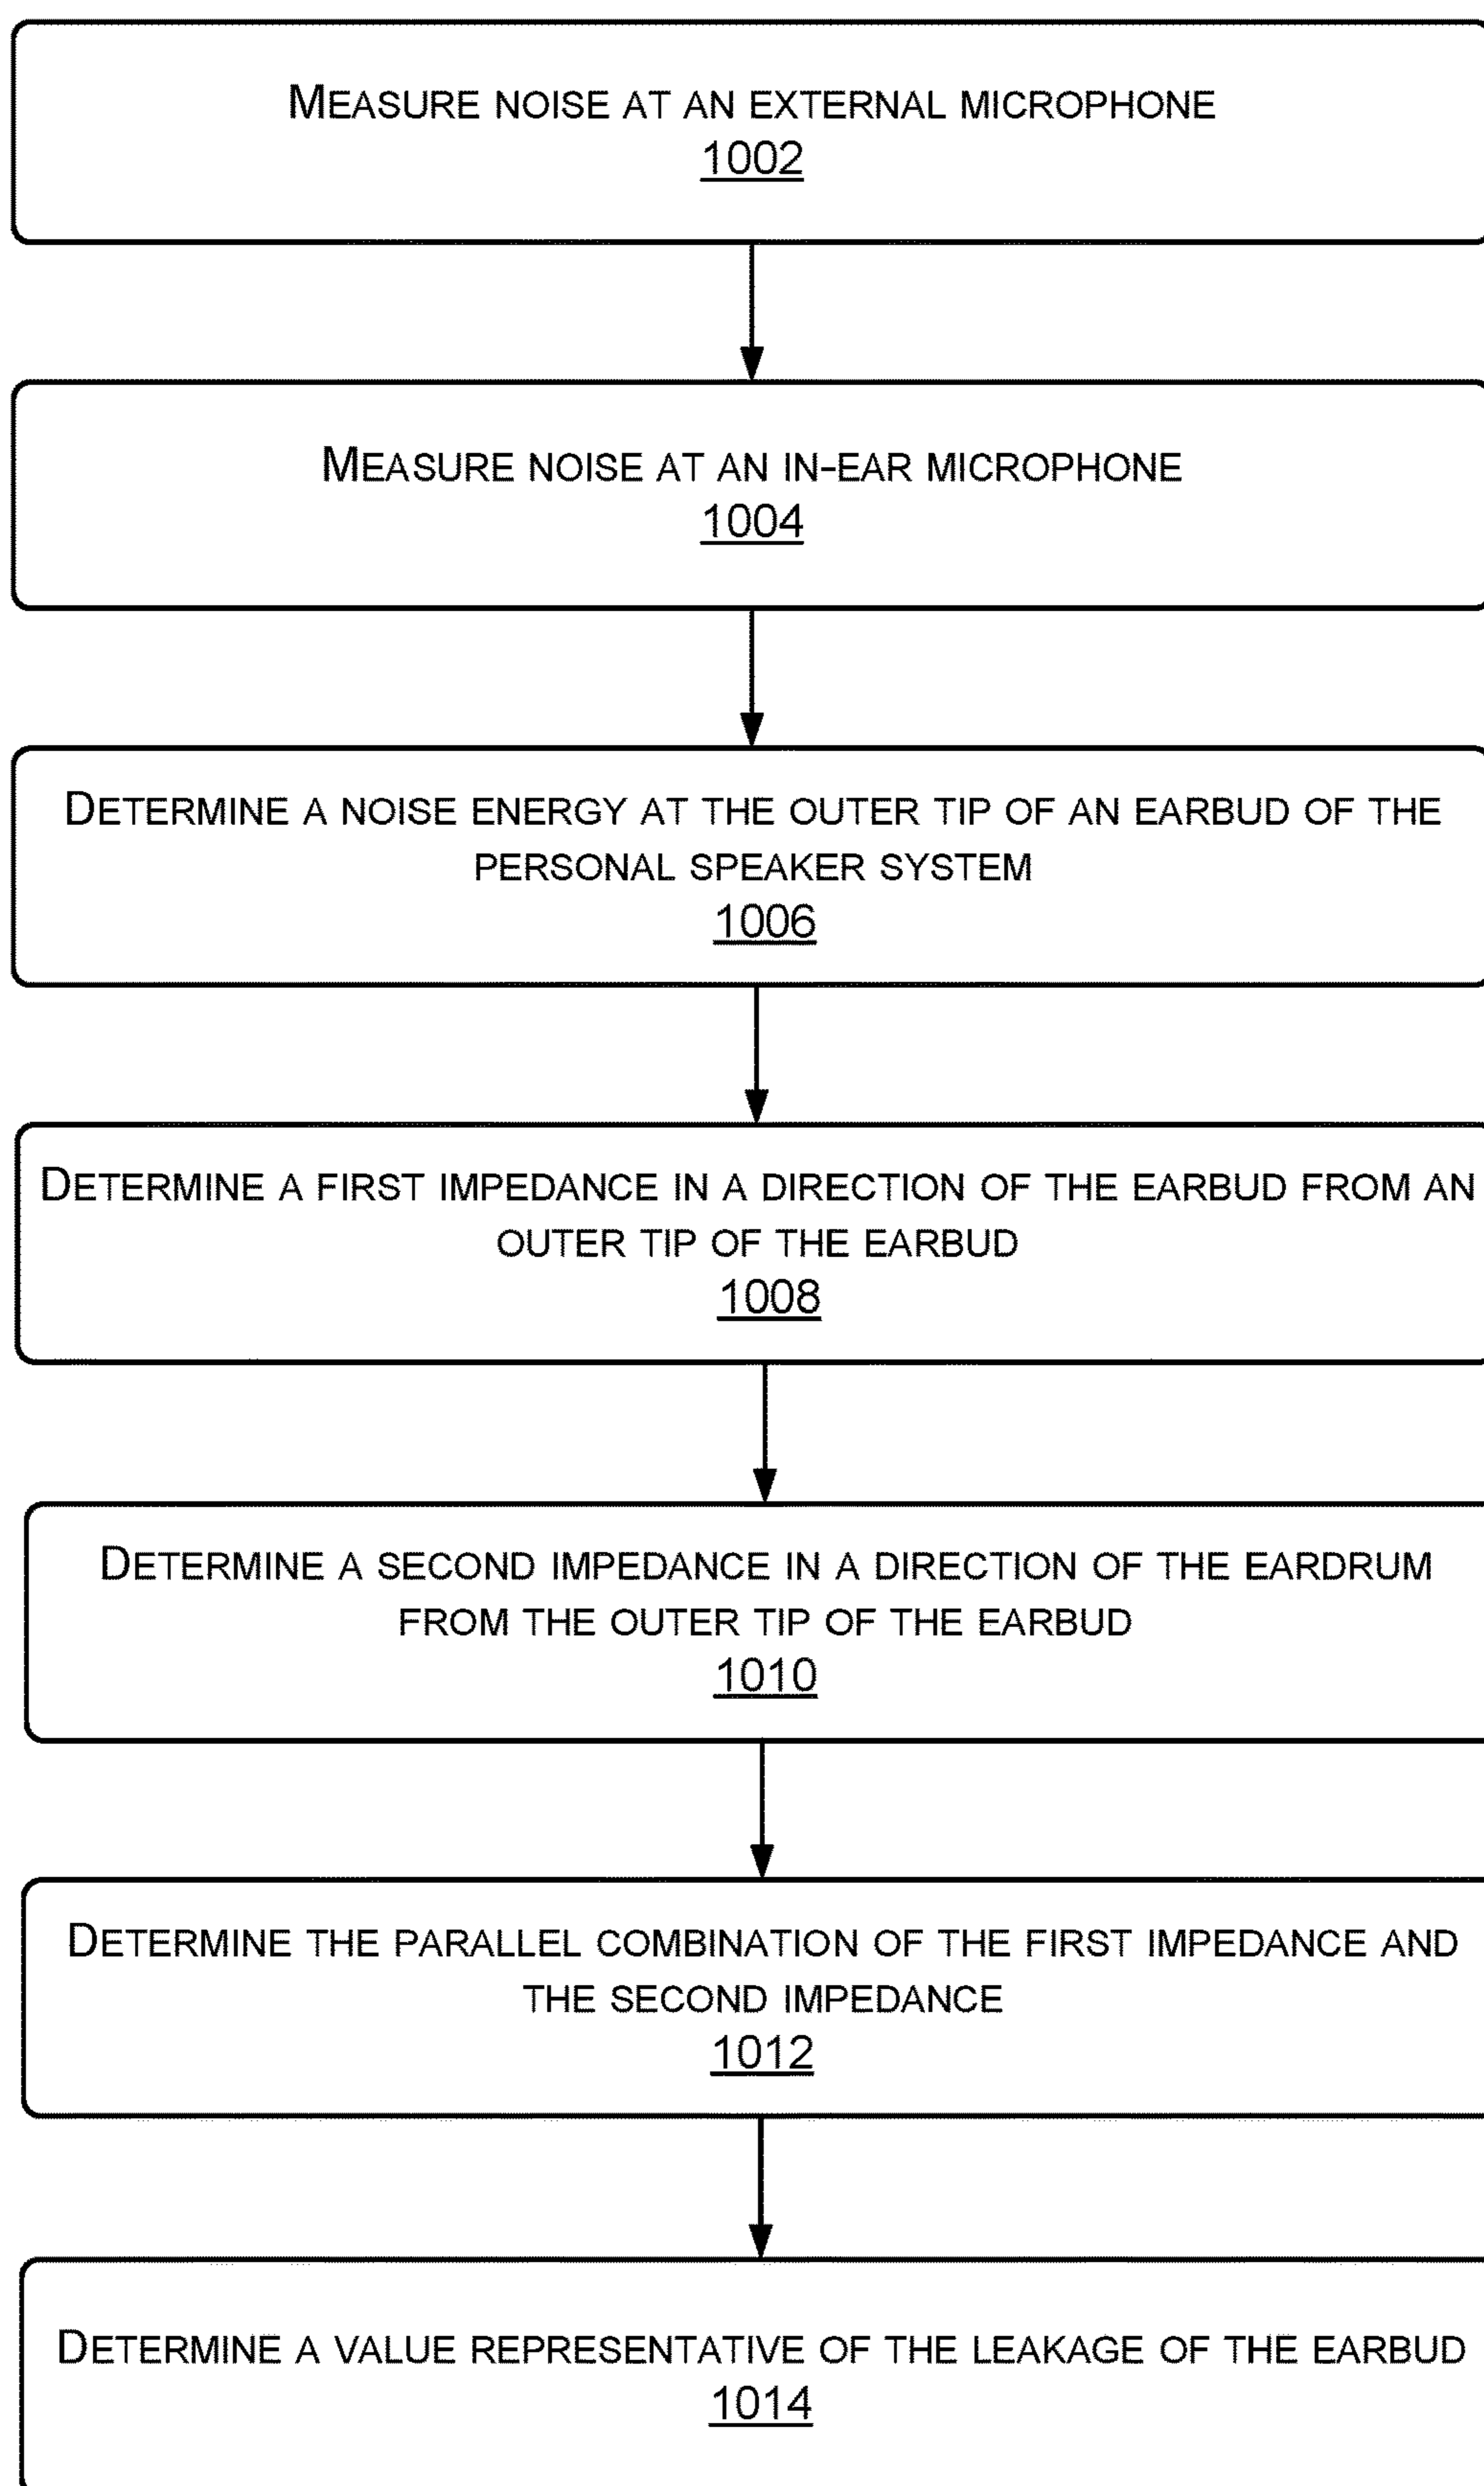 MEASURE NOISE AT AN EXTERNAL MICROPHONE
1002
MEASURE NOISE AT AN IN-EAR MICROPHONE
1004
DETERMINE A NOISE ENERGY AT THE OUTER TIP OF AN EARBUD OF THE
PERSONAL SPEAKER SYSTEM
1006
DETERMINE A FIRST IMPEDANCE IN A DIRECTION OF THE EARBUD FROM AN
OUTER TIP OF THE EARBUD
1008
DETERMINE A SECOND IMPEDANCE IN A DIRECTION OF THE EARDRUM
FROM THE OUTER TIP OF THE EARBUD
1010
DETERMINE THE PARALLEL COMBINATION OF THE FIRST IMPEDANCE AND
THE SECOND IMPEDANCE
1012
DETERMINE A VALUE REPRESENTATIVE OF THE LEAKAGE OF THE EARBUD
1014